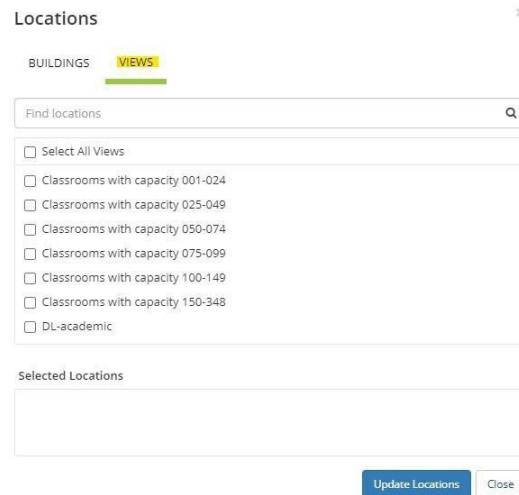 Locations
BUILDINGS VIEWS
Find locations
Select All Views
Classrooms with capacity 001-024
Classrooms with capacity 025-049
Classrooms with capacity 050-074
Classrooms with capacity 075-099
Classrooms with capacity 100-149
Classrooms with capacity 150-348
DL-academic
Selected Locations
Update Locations Close